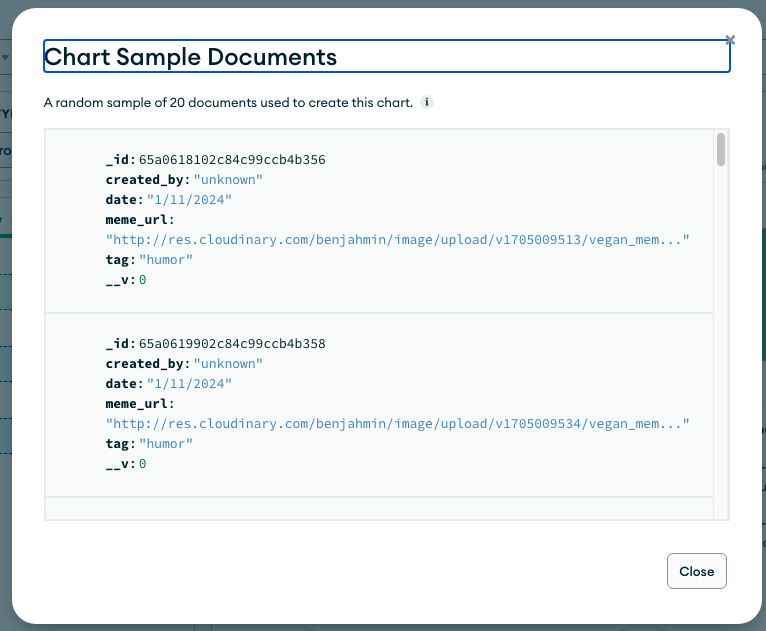 Chart Sample Documents
A random sample of 20 documents used to create this chart.
_id: 65a0618102c84c99ccb4b356
created_by: "unknown"
date: "1/11/2024"
meme_url:
"http://res.cloudinary.com/benjahmin/image/upload/v1705009513/vegan_mem..."
tag: "humor"
__v: 0
_id: 65a0619902c84c99ccb4b358
created_by: "unknown"
date: "1/11/2024"
meme_url:
"http://res.cloudinary.com/benjahmin/image/upload/v1705009534/vegan_mem..."
tag: "humor"
__v: 0
Close